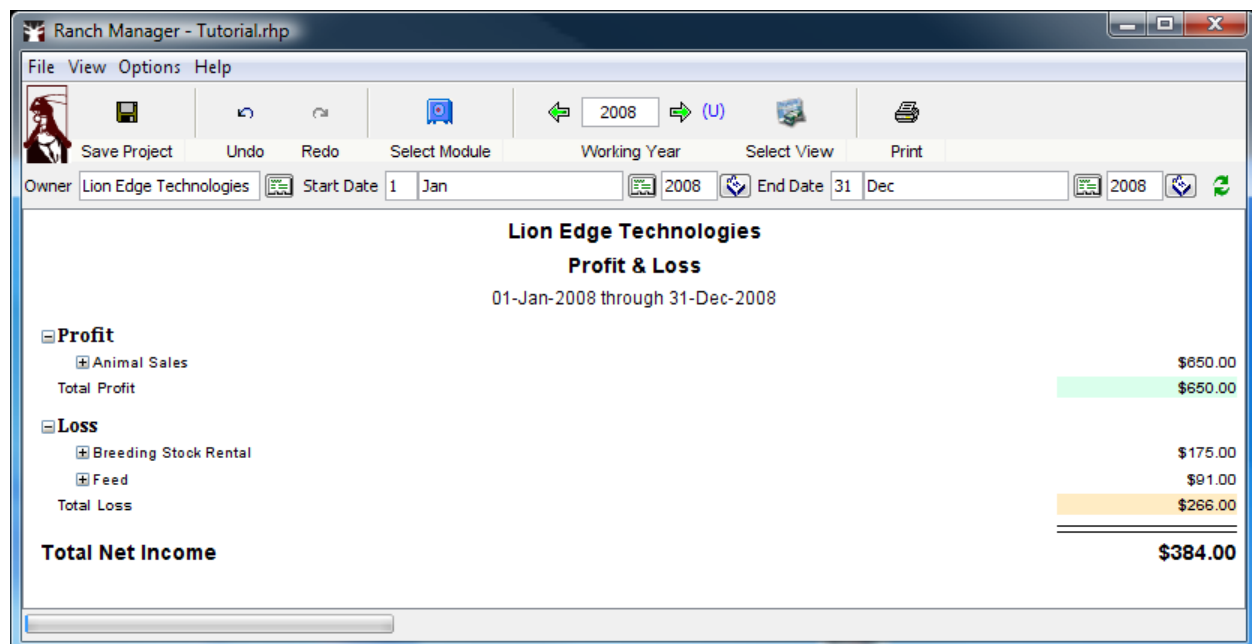 Ranch Manager - Tutorial.rhp
File View Options Help
2008 (U)
Save Project Undo Redo Select Module Working Year Select View Print
Owner Lion Edge Technologies Start Date 1 Jan 2008 End Date 31 Dec 2008
Lion Edge Technologies
Profit & Loss
01-Jan-2008 through 31-Dec-2008
Profit
Animal Sales $650.00
Total Profit $650.00
Loss
Breeding Stock Rental $175.00
Feed $91.00
Total Loss $266.00
Total Net Income $384.00